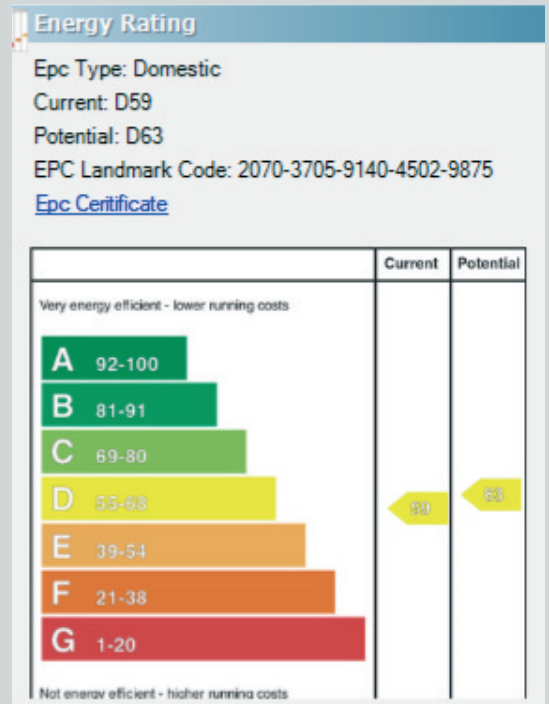 Energy Rating
Epc Type: Domestic
Current: D59
Potential: D63
EPC Landmark Code: 2070-3705-9140-4502-9875
Epc Ceritificate
Current Potential
Very energy efficient - lower running costs
A 92-100
B 81-91
C 69-80
D 55-68
59 63
E 39-54
F 21-38
G 1-20
Not energy efficient - higher running costs